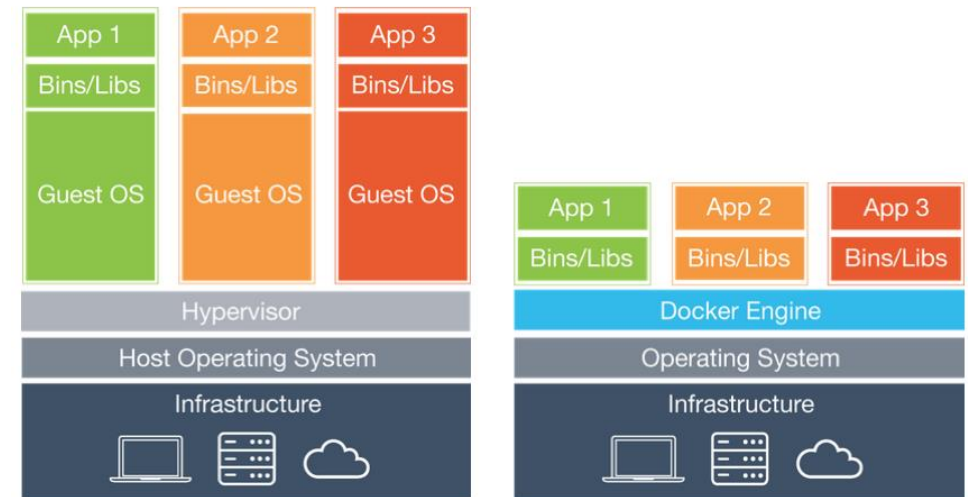 App 1
App 2
App 3
Bins/Libs
Bins/Libs
Bins/Libs
Guest OS
Guest OS
Guest OS
Hypervisor
Host Operating System
Infrastructure
App 1
App 2
App 3
Bins/Libs
Bins/Libs
Bins/Libs
Docker Engine
Operating System
Infrastructure